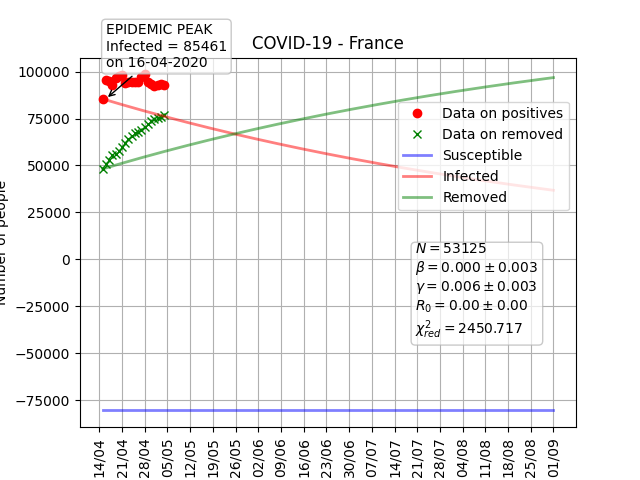 EPIDEMIC PEAK
Infected = 85461
on 16-04-2020
COVID-19 - France
Number of people
100000
75000
50000
25000
0
−25000
−50000
−75000
Data on positives
Data on removed
Susceptible
Infected
Removed
N = 53125
β = 0.000 ± 0.003
γ = 0.006 ± 0.003
R₀ = 0.00 ± 0.00
χ²_red = 2450.717
14/04
21/04
28/04
05/05
12/05
19/05
26/05
02/06
09/06
16/06
23/06
30/06
07/07
14/07
21/07
28/07
04/08
11/08
18/08
25/08
01/09